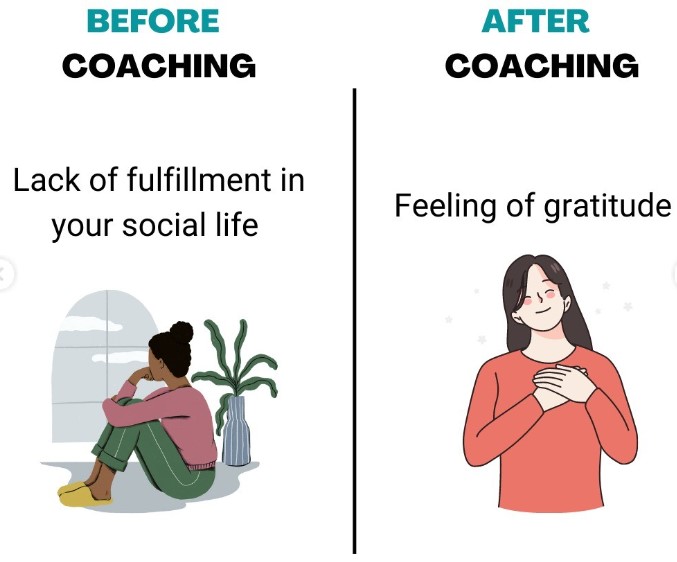 BEFORE
COACHING
Lack of fulfillment in
your social life
AFTER
COACHING
Feeling of gratitude